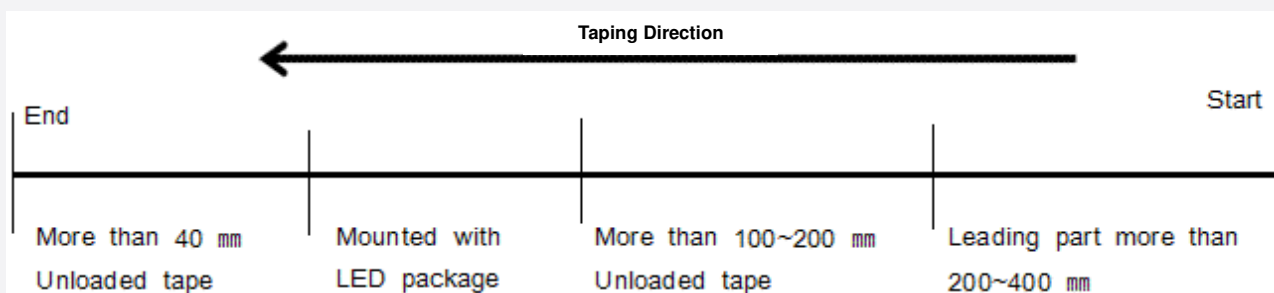 Taping Direction
End
Start
More than 40 mm
Unloaded tape
Mounted with
LED package
More than 100~200 mm
Unloaded tape
Leading part more than
200~400 mm